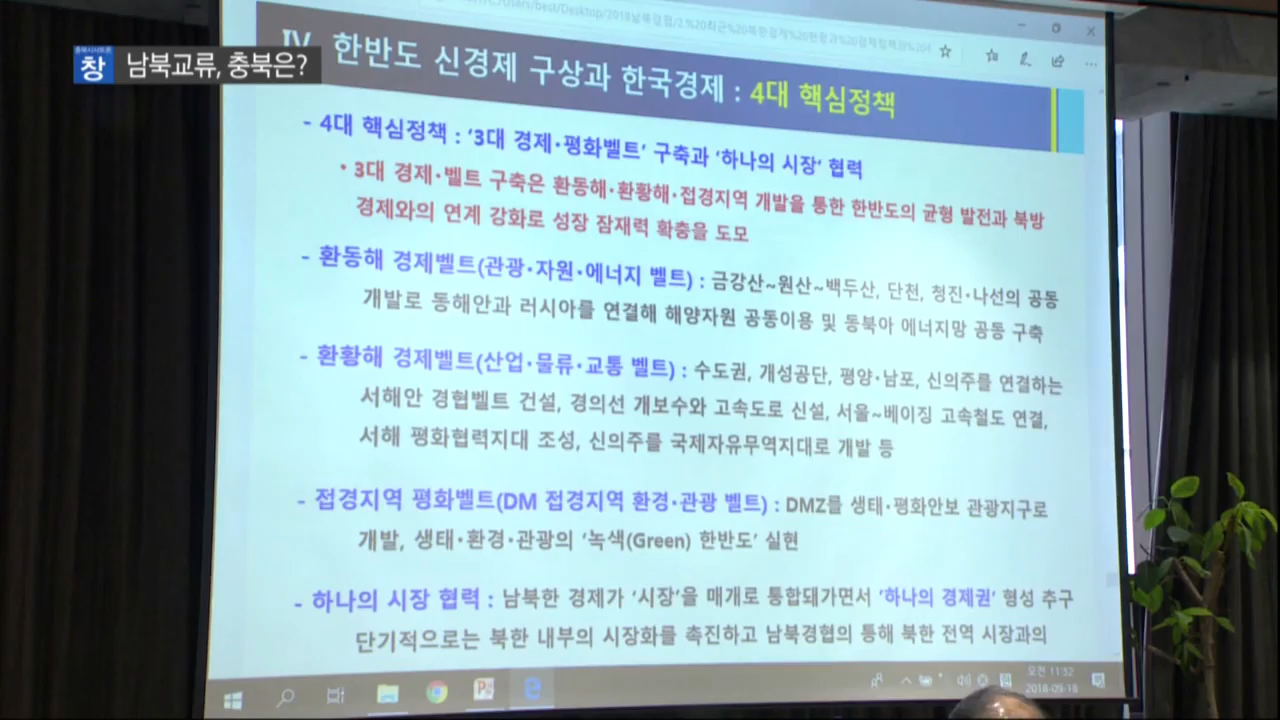 충북시사토론
창 남북교류, 충북은?
Ⅳ. 한반도 신경제 구상과 한국경제 : 4대 핵심정책
- 4대 핵심정책 : '3대 경제·평화벨트' 구축과 '하나의 시장' 협력
• 3대 경제·벨트 구축은 환동해·환황해·접경지역 개발을 통한 한반도의 균형 발전과 북방
경제와의 연계 강화로 성장 잠재력 확충을 도모
- 환동해 경제벨트(관광·자원·에너지 벨트) : 금강산~원산~백두산, 단천, 청진·나선의 공동
개발로 동해안과 러시아를 연결해 해양자원 공동이용 및 동북아 에너지망 공동 구축
- 환황해 경제벨트(산업·물류·교통 벨트) : 수도권, 개성공단, 평양·남포, 신의주를 연결하는
서해안 경협벨트 건설, 경의선 개보수와 고속도로 신설, 서울~베이징 고속철도 연결,
서해 평화협력지대 조성, 신의주를 국제자유무역지대로 개발 등
- 접경지역 평화벨트(DM 접경지역 환경·관광 벨트) : DMZ를 생태·평화안보 관광지구로
개발, 생태·환경·관광의 '녹색(Green) 한반도' 실현
- 하나의 시장 협력 : 남북한 경제가 '시장'을 매개로 통합돼가면서 '하나의 경제권' 형성 추구
단기적으로는 북한 내부의 시장화를 촉진하고 남북경협의 통해 북한 전역 시장과의
오전 11:52
2018-09-18